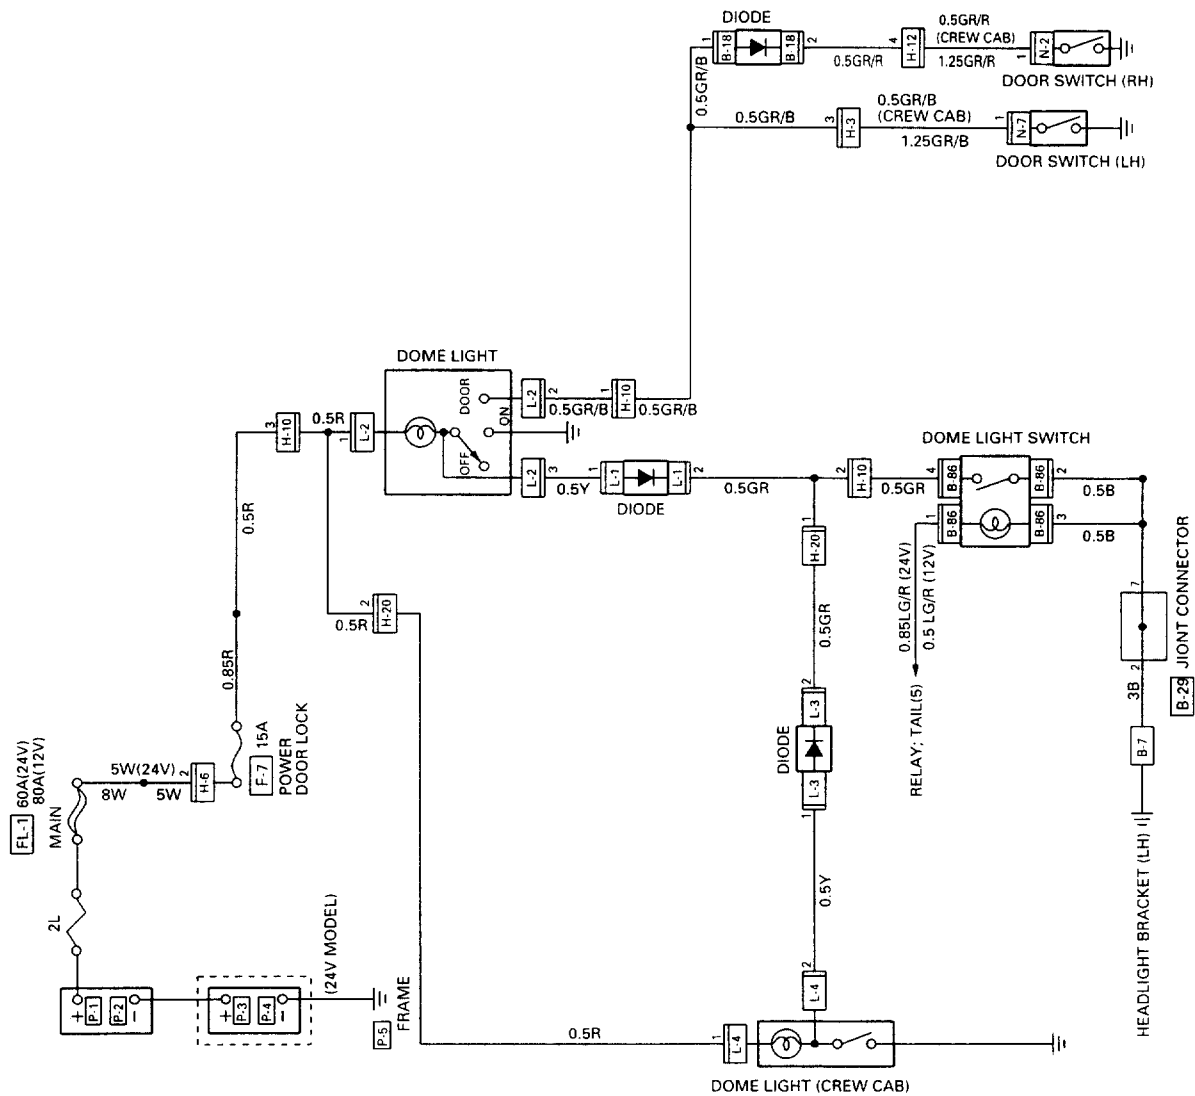 DIODE
1
B-18
B-18
2
0.5GR/R
4
H-12
0.5GR/R
(CREW CAB)
1.25GR/R
1
N-2
DOOR SWITCH (RH)
0.5GR/B
0.5GR/B
3
H-3
0.5GR/B
(CREW CAB)
1.25GR/B
1
N-7
DOOR SWITCH (LH)
DOME LIGHT
DOOR
ON
OFF
L-2
2
0.5GR/B
1
H-10
0.5GR/B
3
H-10
0.5R
1
L-2
L-2
3
0.5Y
1
L-1
L-1
2
DIODE
0.5GR
2
H-10
0.5GR
DOME LIGHT SWITCH
4
B-86
B-86
2
0.5B
1
B-86
B-86
3
0.5B
0.5R
1
H-20
0.5GR
0.85LG/R (24V)
0.5 LG/R (12V)
RELAY; TAIL(5)
7
2
B-29 JIONT CONNECTOR
3B
B-7
HEADLIGHT BRACKET (LH)
0.5R
2
H-20
0.85R
2
L-3
DIODE
L-3
1
0.5Y
2
L-4
F-7 15A
POWER
DOOR LOCK
5W(24V)
8W
5W
2
H-6
FL-1 60A(24V)
80A(12V)
MAIN
2L
+
P-1
P-2
-
+
P-3
P-4
-
(24V MODEL)
P-5 FRAME
0.5R
1
L-4
DOME LIGHT (CREW CAB)